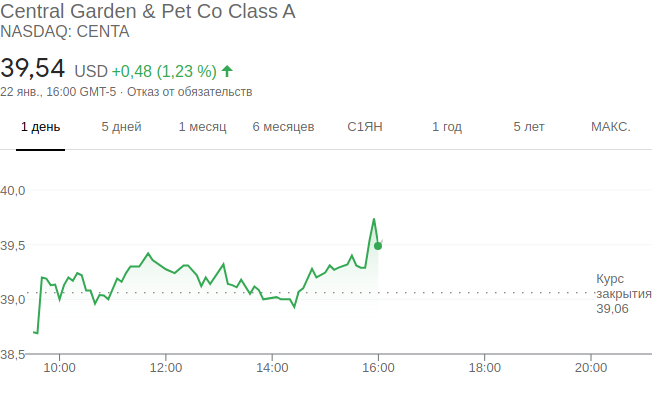 Central Garden & Pet Co Class A
NASDAQ: CENTA
39,54 USD +0,48 (1,23 %)
22 янв., 16:00 GMT-5 · Отказ от обязательств
1 день 5 дней 1 месяц 6 месяцев С1ЯН 1 год 5 лет МАКС.
40,0
39,5
39,0
38,5
Курс
закрытия
39,06
10:00 12:00 14:00 16:00 18:00 20:00